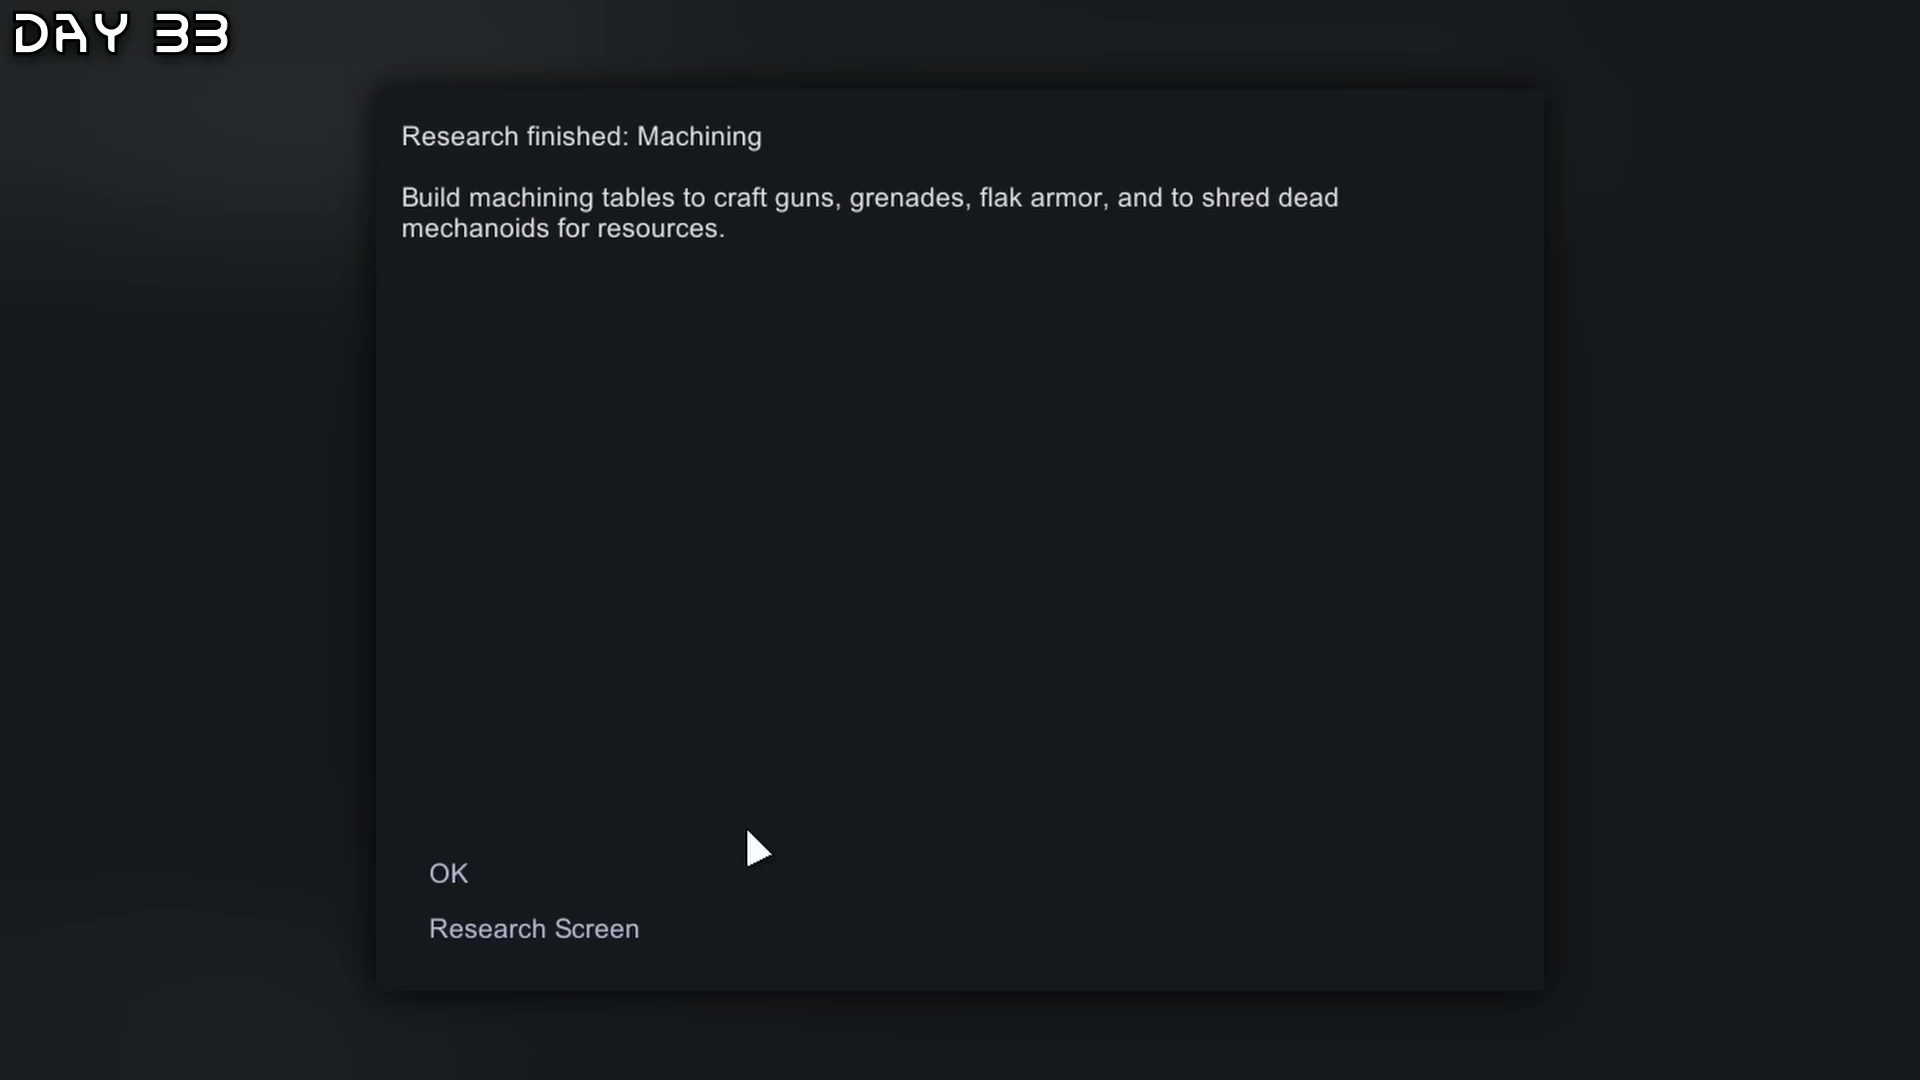 DAY 33
Research finished: Machining
Build machining tables to craft guns, grenades, flak armor, and to shred dead
mechanoids for resources.
OK
Research Screen